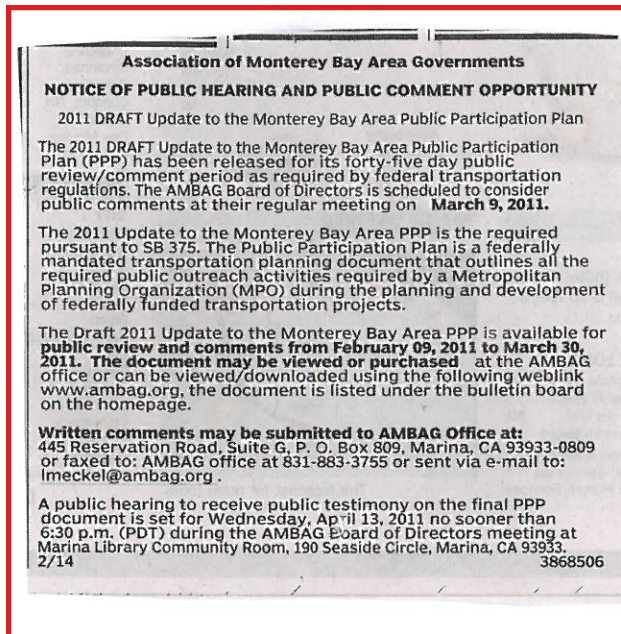 Association of Monterey Bay Area Governments
NOTICE OF PUBLIC HEARING AND PUBLIC COMMENT OPPORTUNITY
2011 DRAFT Update to the Monterey Bay Area Public Participation Plan
The 2011 DRAFT Update to the Monterey Bay Area Public Participation
Plan (PPP) has been released for its forty-five day public
review/comment period as required by federal transportation
regulations. The AMBAG Board of Directors is scheduled to consider
public comments at their regular meeting on March 9, 2011.
The 2011 Update to the Monterey Bay Area PPP is the required
pursuant to SB 375. The Public Participation Plan is a federally
mandated transportation planning document that outlines all the
required public outreach activities required by a Metropolitan
Planning Organization (MPO) during the planning and development
of federally funded transportation projects.
The Draft 2011 Update to the Monterey Bay Area PPP is available for
public review and comments from February 09, 2011 to March 30,
2011. The document may be viewed or purchased at the AMBAG
office or can be viewed/downloaded using the following weblink
www.ambag.org, the document is listed under the bulletin board
on the homepage.
Written comments may be submitted to AMBAG Office at:
445 Reservation Road, Suite G, P. O. Box 809, Marina, CA 93933-0809
or faxed to: AMBAG office at 831-883-3755 or sent via e-mail to:
lmeckel@ambag.org .
A public hearing to receive public testimony on the final PPP
document is set for Wednesday, April 13, 2011 no sooner than
6:30 p.m. (PDT) during the AMBAG Board of Directors meeting at
Marina Library Community Room, 190 Seaside Circle, Marina, CA 93933.
2/14 3868506